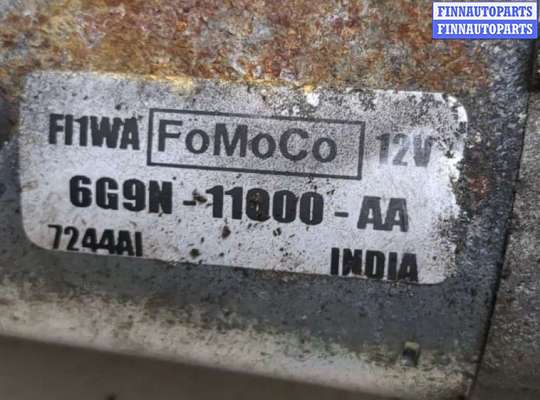 FINNAUTOPARTS
FINNAUTOPARTS
FI1WA FoMoCo 12V
6G9N - 11000 - AA
7244AI
INDIA